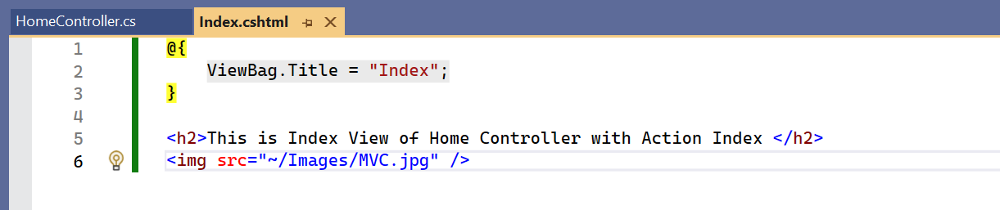 HomeController.cs Index.cshtml
1 @{
2 ViewBag.Title = "Index";
3 }
4
5 <h2>This is Index View of Home Controller with Action Index </h2>
6 <img src="~/Images/MVC.jpg" />